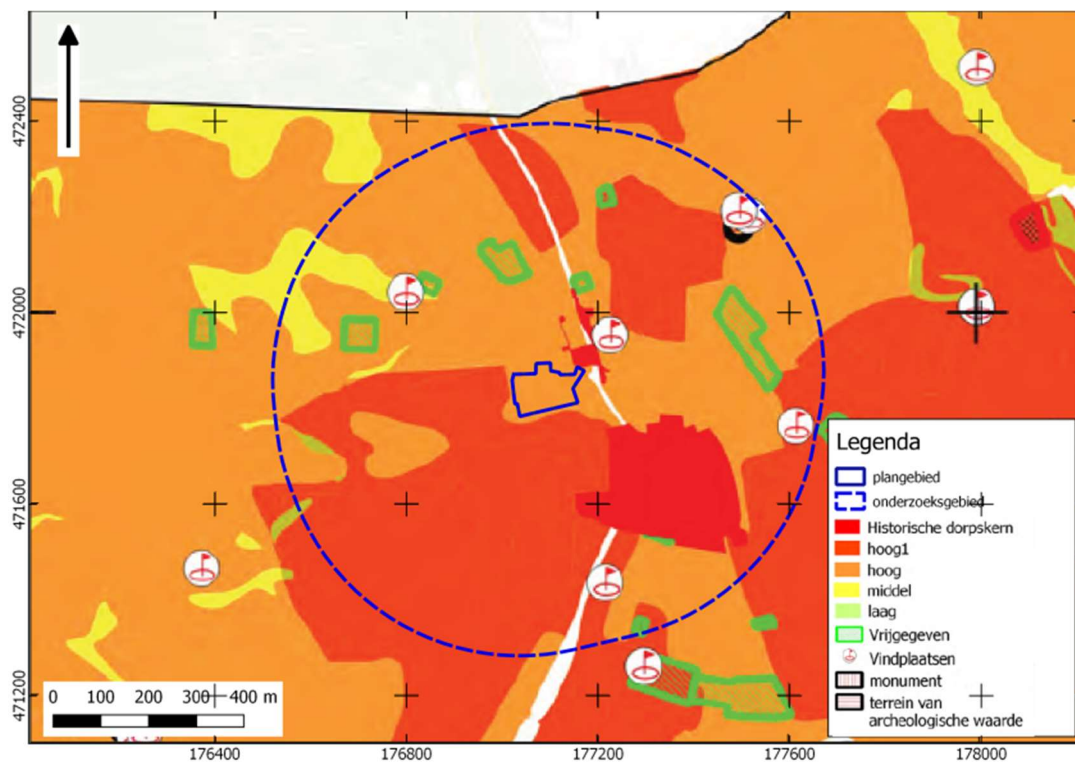 72400
472000
471600
471200
Legenda
plangebied
onderzoeksgebied
Historische dorpskern
hoog1
hoog
middel
laag
Vrijgegeven
Vindplaatsen
monument
terrein van
archeologische waarde
0 100 200 300 400 m
176400 176800 177200 177600 178000